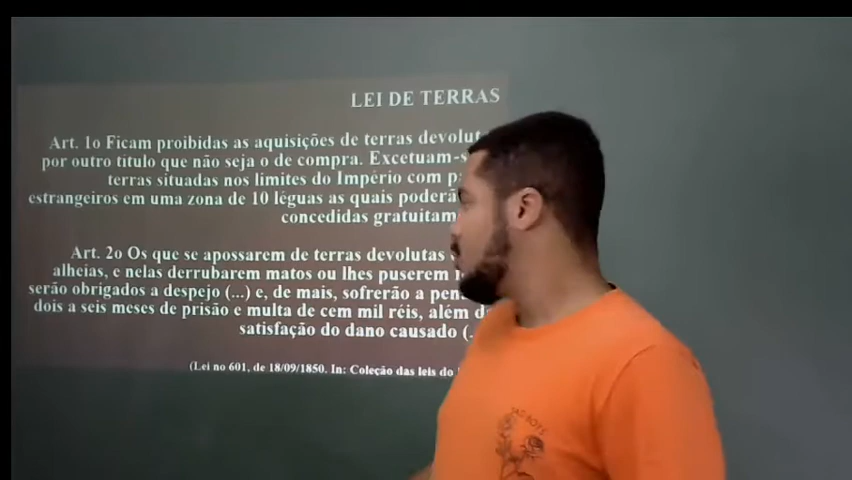 LEI DE TERRAS
Art. 1o Ficam proibidas as aquisições de terras devolut
por outro título que não seja o de compra. Excetuam-s
terras situadas nos limites do Império com pa
estrangeiros em uma zona de 10 léguas as quais poderã
concedidas gratuitam
Art. 2o Os que se apossarem de terras devolutas
alheias, e nelas derrubarem matos ou lhes puserem
serão obrigados a despejo (...) e, de mais, sofrerão a pen
dois a seis meses de prisão e multa de cem mil réis, além d
satisfação do dano causado (.
(Lei no 601, de 18/09/1850. In: Coleção das leis do
BOYS